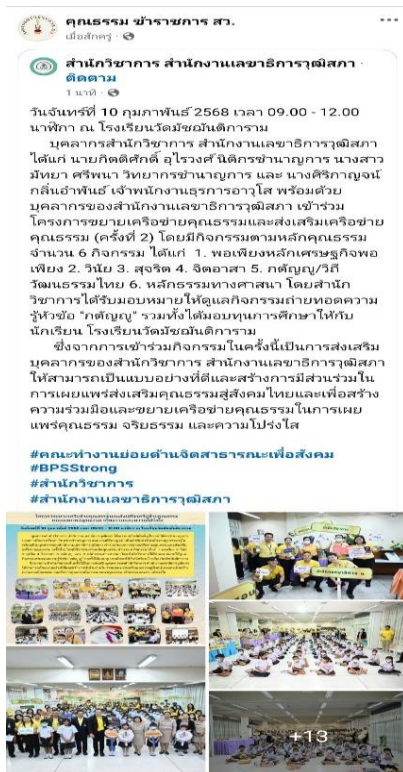 คุณธรรม ข้าราชการ สว.
เมื่อสักครู่ ·
สำนักวิชาการ สำนักงานเลขาธิการวุฒิสภา ·
ติดตาม
1 นาที ·
วันจันทร์ที่ 10 กุมภาพันธ์ 2568 เวลา 09.00 - 12.00
นาฬิกา ณ โรงเรียนวัดมัชฌันติการาม
บุคลากรสำนักวิชาการ สำนักงานเลขาธิการวุฒิสภา
ได้แก่ นายกิตติศักดิ์ อุไรวงศ์ นิติกรชำนาญการ นางสาว
มัทยา ศรีพนา วิทยากรชำนาญการ และ นางศิริกาญจน์
กลิ่นอำพันธ์ เจ้าพนักงานธุรการอาวุโส พร้อมด้วย
บุคลากรของสำนักงานเลขาธิการวุฒิสภา เข้าร่วม
โครงการขยายเครือข่ายคุณธรรมและส่งเสริมเครือข่าย
คุณธรรม (ครั้งที่ 2) โดยมีกิจกรรมตามหลักคุณธรรม
จำนวน 6 กิจกรรม ได้แก่ 1. พอเพียงหลักเศรษฐกิจพอ
เพียง 2. วินัย 3. สุจริต 4. จิตอาสา 5. กตัญญู/วิถี
วัฒนธรรมไทย 6. หลักธรรมทางศาสนา โดยสำนัก
วิชาการได้รับมอบหมายให้ดูแลกิจกรรมถ่ายทอดความ
รู้หัวข้อ "กตัญญู" รวมทั้งได้มอบทุนการศึกษาให้กับ
นักเรียน โรงเรียนวัดมัชฌันติการาม
ซึ่งจากการเข้าร่วมกิจกรรมในครั้งนี้เป็นการส่งเสริม
บุคลากรของสำนักวิชาการ สำนักงานเลขาธิการวุฒิสภา
ให้สามารถเป็นแบบอย่างที่ดีและสร้างการมีส่วนร่วมใน
การเผยแพร่ส่งเสริมคุณธรรมสู่สังคมไทยและเพื่อสร้าง
ความร่วมมือและขยายเครือข่ายคุณธรรมในการเผย
แพร่คุณธรรม จริยธรรม และความโปร่งใส
#คณะทำงานย่อยด้านจิตสาธารณะเพื่อสังคม
#BPSStrong
#สำนักวิชาการ
#สำนักงานเลขาธิการวุฒิสภา
+13